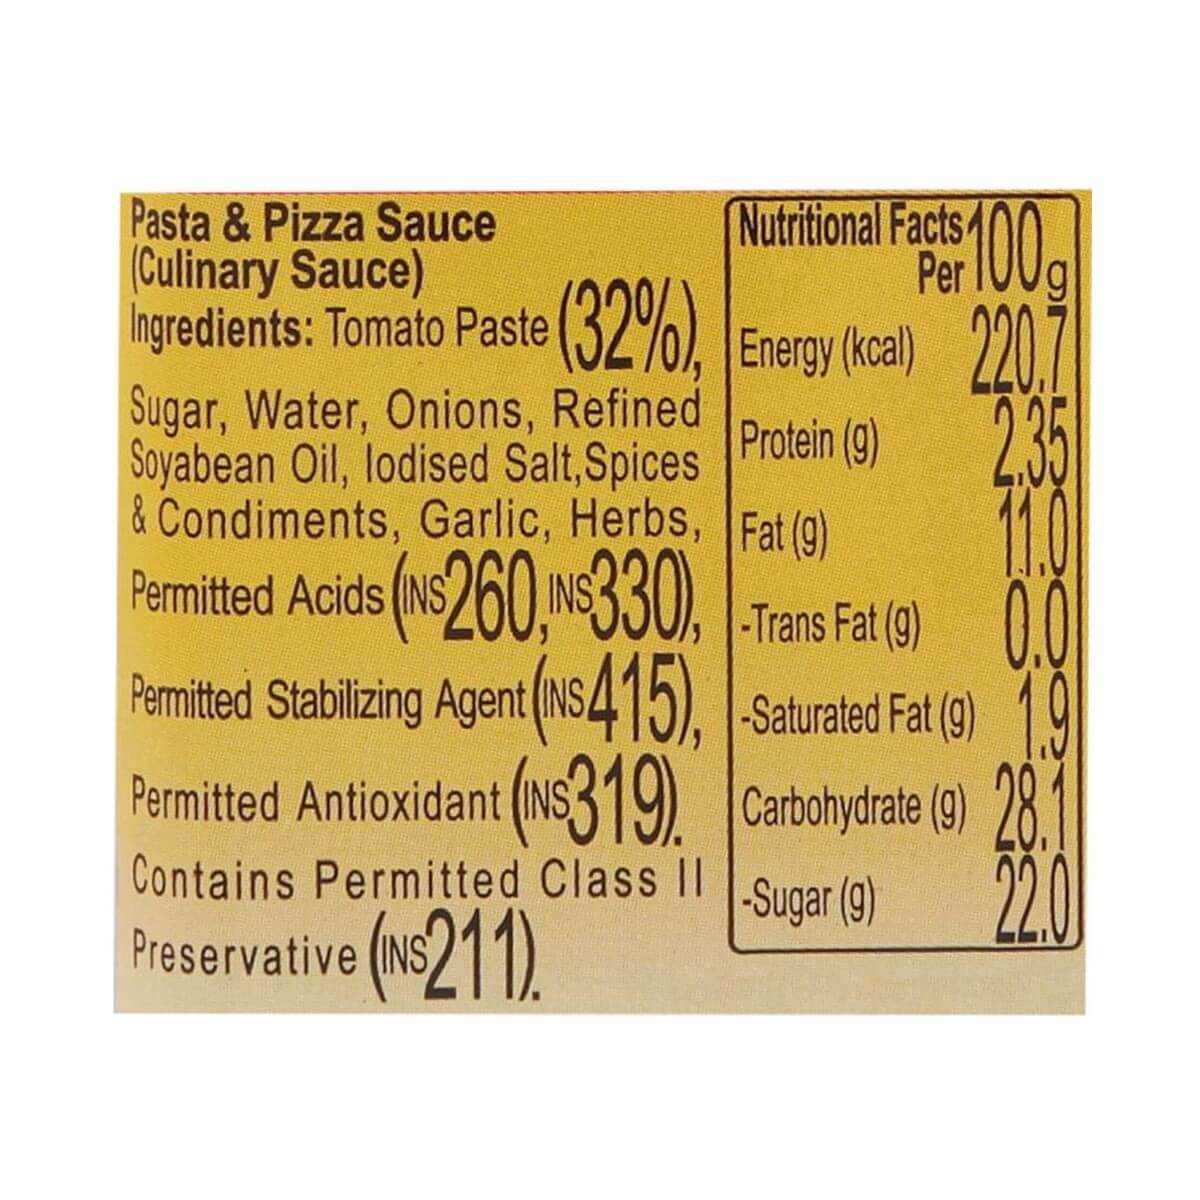 Pasta & Pizza Sauce
(Culinary Sauce)
Ingredients: Tomato Paste (32%),
Sugar, Water, Onions, Refined
Soyabean Oil, Iodised Salt,Spices
& Condiments, Garlic, Herbs,
Permitted Acids (INS260, INS330),
Permitted Stabilizing Agent (INS415),
Permitted Antioxidant (INS319).
Contains Permitted Class II
Preservative (INS211).
Nutritional Facts 100g
Per
Energy (kcal) 220.7
Protein (g) 2.35
Fat (g) 11.0
-Trans Fat (g) 0.0
-Saturated Fat (g) 1.9
Carbohydrate (g) 28.1
-Sugar (g) 22.0